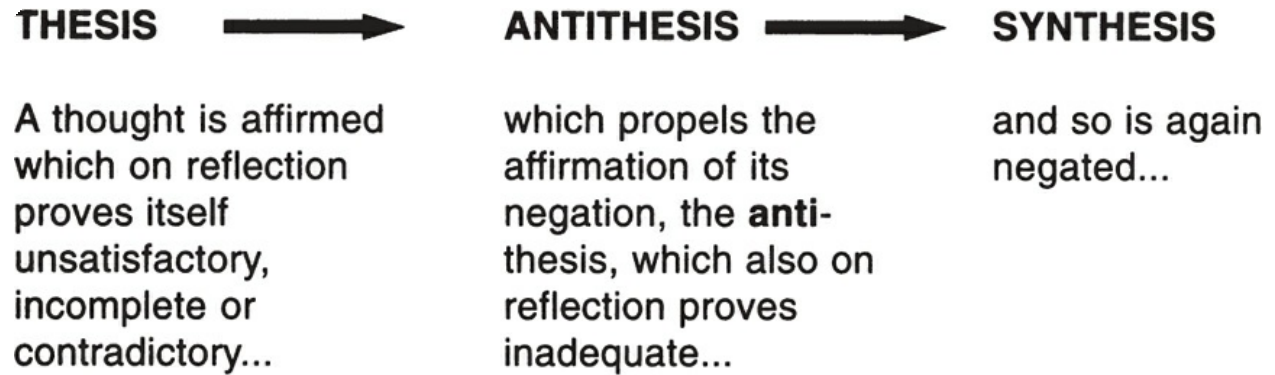 THESIS
ANTITHESIS
SYNTHESIS
A thought is affirmed
which on reflection
proves itself
unsatisfactory,
incomplete or
contradictory...
which propels the
affirmation of its
negation, the anti-
thesis, which also on
reflection proves
inadequate...
and so is again
negated...